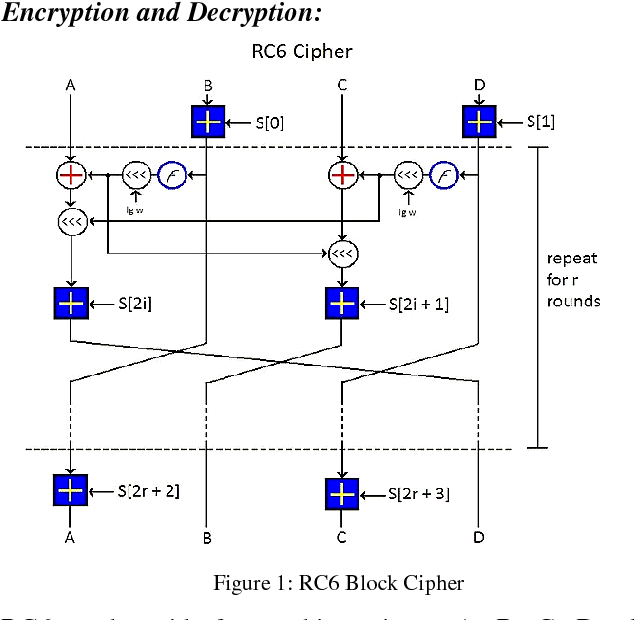 Encryption and Decryption:
RC6 Cipher
A B C D
S[0] S[1]
<<< f <<< f
lg w lg w
<<<
<<<
repeat
for r
rounds
S[2i] S[2i + 1]
S[2r + 2] S[2r + 3]
A B C D
Figure 1: RC6 Block Cipher